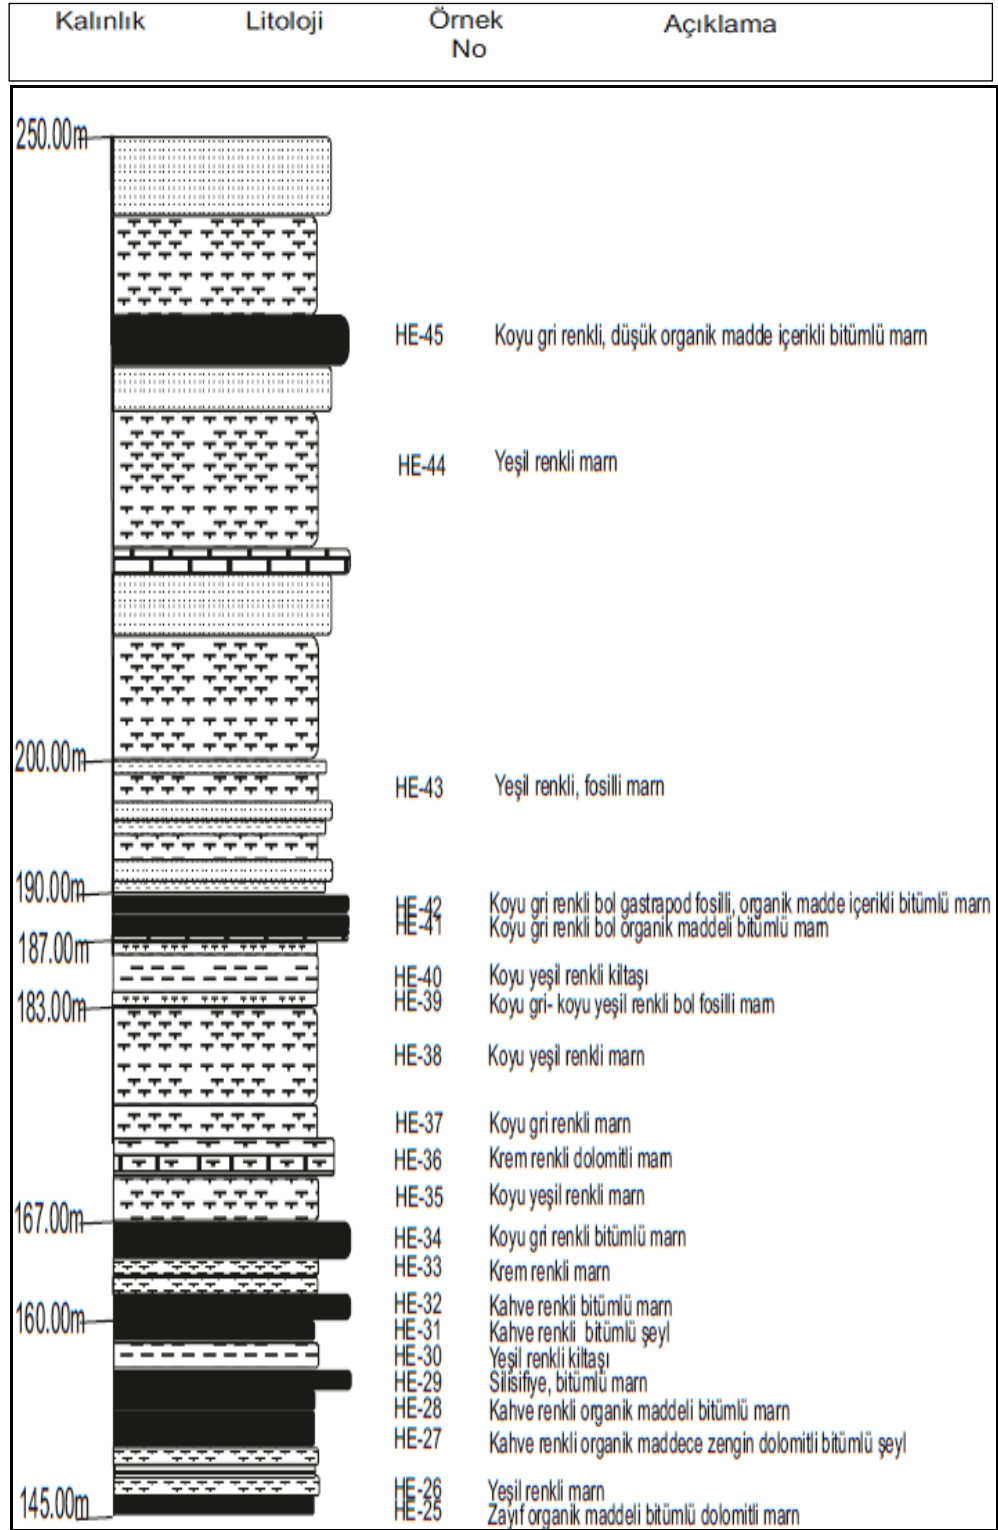 Kalınlık Litoloji Örnek No Açıklama
250.00m
HE-45 Koyu gri renkli, düşük organik madde içerikli bitümlü marn
HE-44 Yeşil renkli marn
200.00m
HE-43 Yeşil renkli, fosilli marn
190.00m
HE-42 Koyu gri renkli bol gastrapod fosilli, organik madde içerikli bitümlü marn
HE-41 Koyu gri renkli bol organik maddeli bitümlü marn
187.00m
HE-40 Koyu yeşil renkli kiltaşı
HE-39 Koyu gri- koyu yeşil renkli bol fosilli marn
183.00m
HE-38 Koyu yeşil renkli marn
HE-37 Koyu gri renkli marn
HE-36 Krem renkli dolomitli marn
HE-35 Koyu yeşil renkli marn
167.00m
HE-34 Koyu gri renkli bitümlü marn
HE-33 Krem renkli marn
HE-32 Kahve renkli bitümlü marn
160.00m
HE-31 Kahve renkli bitümlü şeyl
HE-30 Yeşil renkli kiltaşı
HE-29 Silisifiye, bitümlü marn
HE-28 Kahve renkli organik maddeli bitümlü marn
HE-27 Kahve renkli organik maddece zengin dolomitli bitümlü şeyl
HE-26 Yeşil renkli marn
145.00m
HE-25 Zayıf organik maddeli bitümlü dolomitli marn